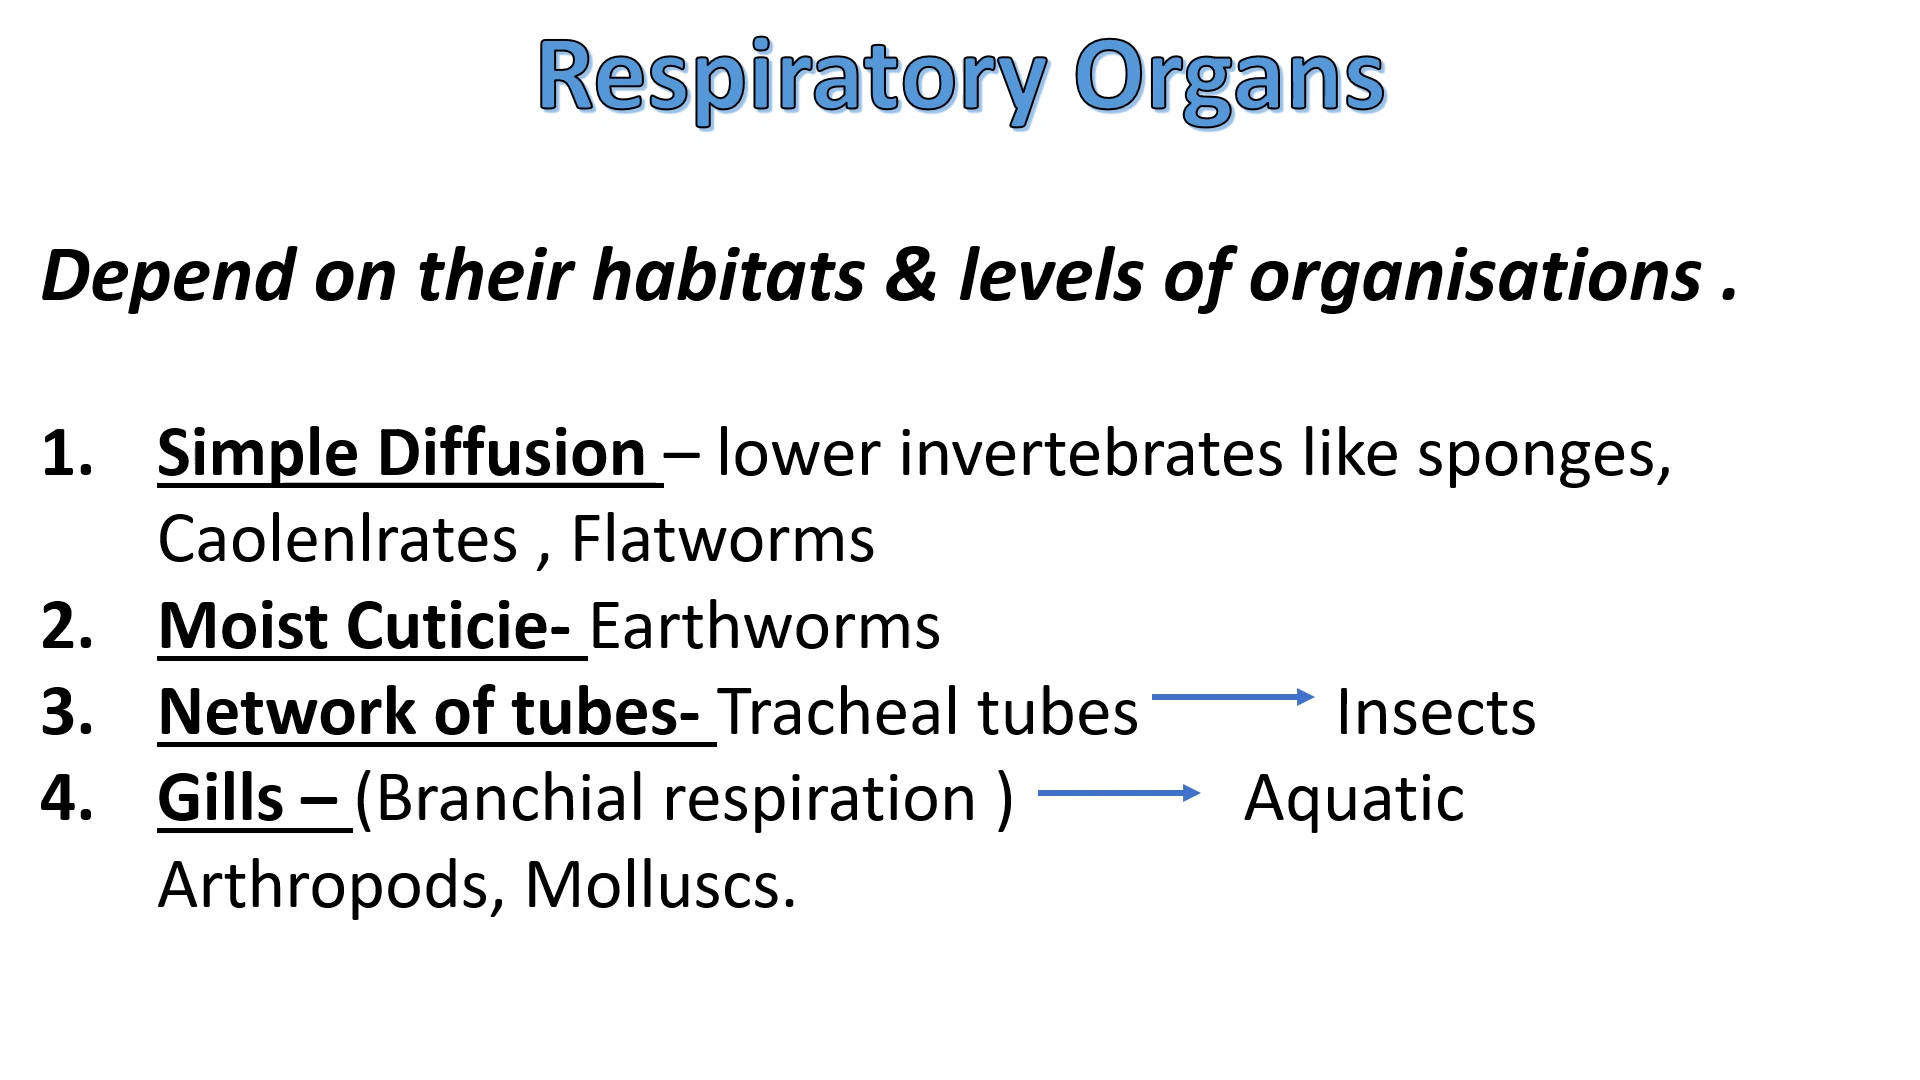 Respiratory Organs
Depend on their habitats & levels of organisations .
1. Simple Diffusion – lower invertebrates like sponges,
Caolenlrates , Flatworms
2. Moist Cuticie- Earthworms
3. Network of tubes- Tracheal tubes Insects
4. Gills – (Branchial respiration ) Aquatic
Arthropods, Molluscs.